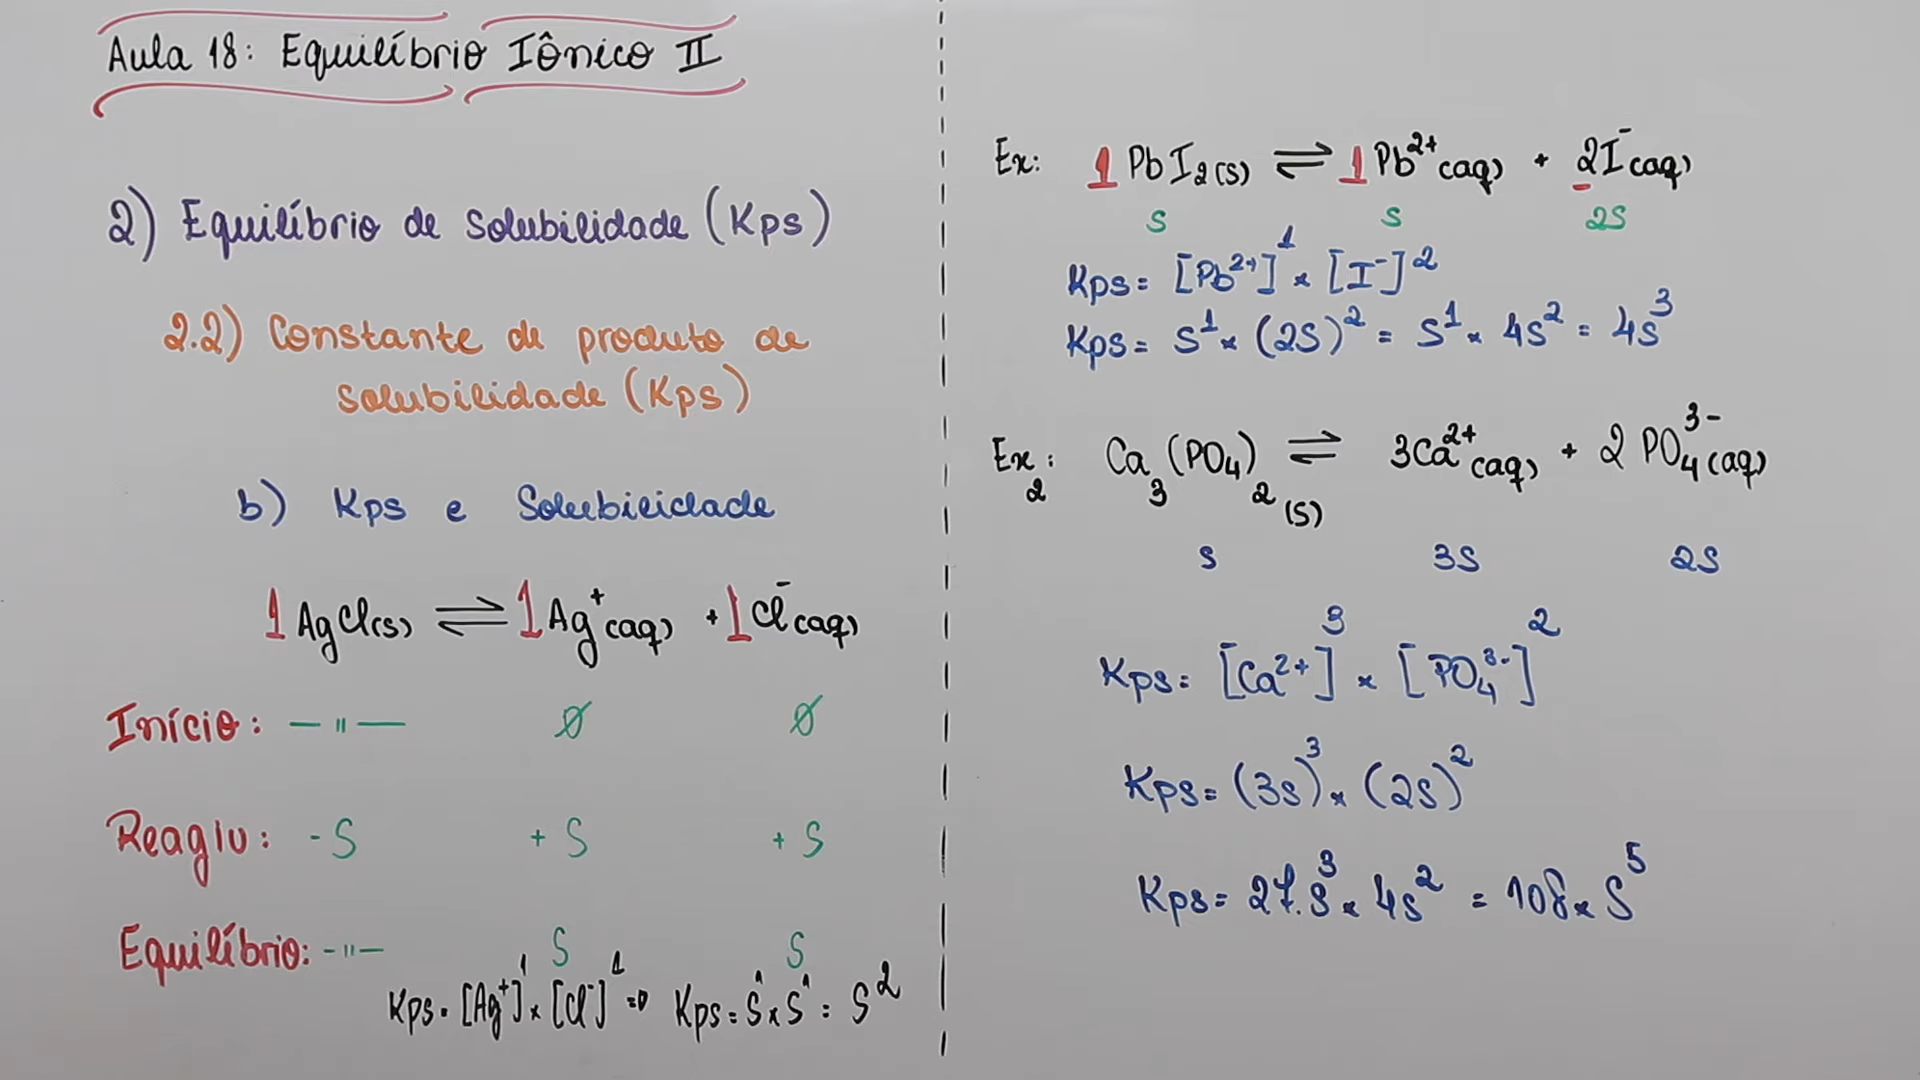 Aula 18: Equilíbrio Iônico II
2) Equilíbrio de Solubilidade (Kps)
2.2) Constante de produto de
solubilidade (Kps)
b) Kps e Solubilidade
1 AgCl(s) ⇌ 1 Ag⁺(aq) + 1 Cl⁻(aq)
Início: — " — ∅ ∅
Reagiu: - S + S + S
Equilíbrio: - " — S S
Kps = [Ag⁺]¹ × [Cl⁻]¹ ⇒ Kps = S¹ × S¹ = S²
Ex: 1 PbI₂(s) ⇌ 1 Pb²⁺(aq) + 2I⁻(aq)
S S 2S
Kps = [Pb²⁺]¹ × [I⁻]²
Kps = S¹ × (2S)² = S¹ × 4S² = 4S³
Ex 2: Ca₃(PO₄)₂(s) ⇌ 3Ca²⁺(aq) + 2 PO₄³⁻(aq)
S 3S 2S
Kps = [Ca²⁺]³ × [PO₄³⁻]²
Kps = (3S)³ × (2S)²
Kps = 27.S³ × 4S² = 108 × S⁵